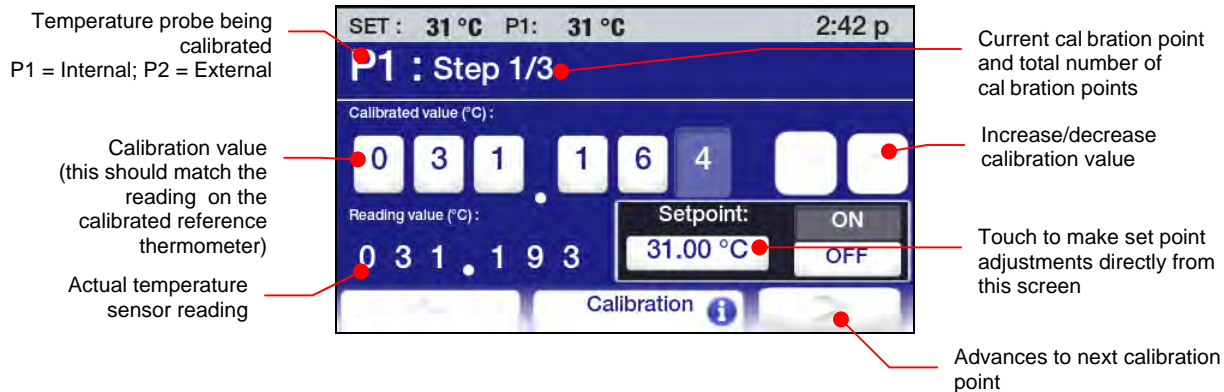 Temperature probe being
calibrated
P1 = Internal; P2 = External
Calibration value
(this should match the
reading on the
calibrated reference
thermometer)
Actual temperature
sensor reading
SET : 31 °C P1: 31 °C 2:42 p
P1 : Step 1/3
Calibrated value (°C) :
0 3 1 . 1 6 4
Reading value (°C) :
0 3 1 . 1 9 3
Setpoint:
31.00 °C
ON
OFF
Calibration i
Current cal bration point
and total number of
cal bration points
Increase/decrease
calibration value
Touch to make set point
adjustments directly from
this screen
Advances to next calibration
point